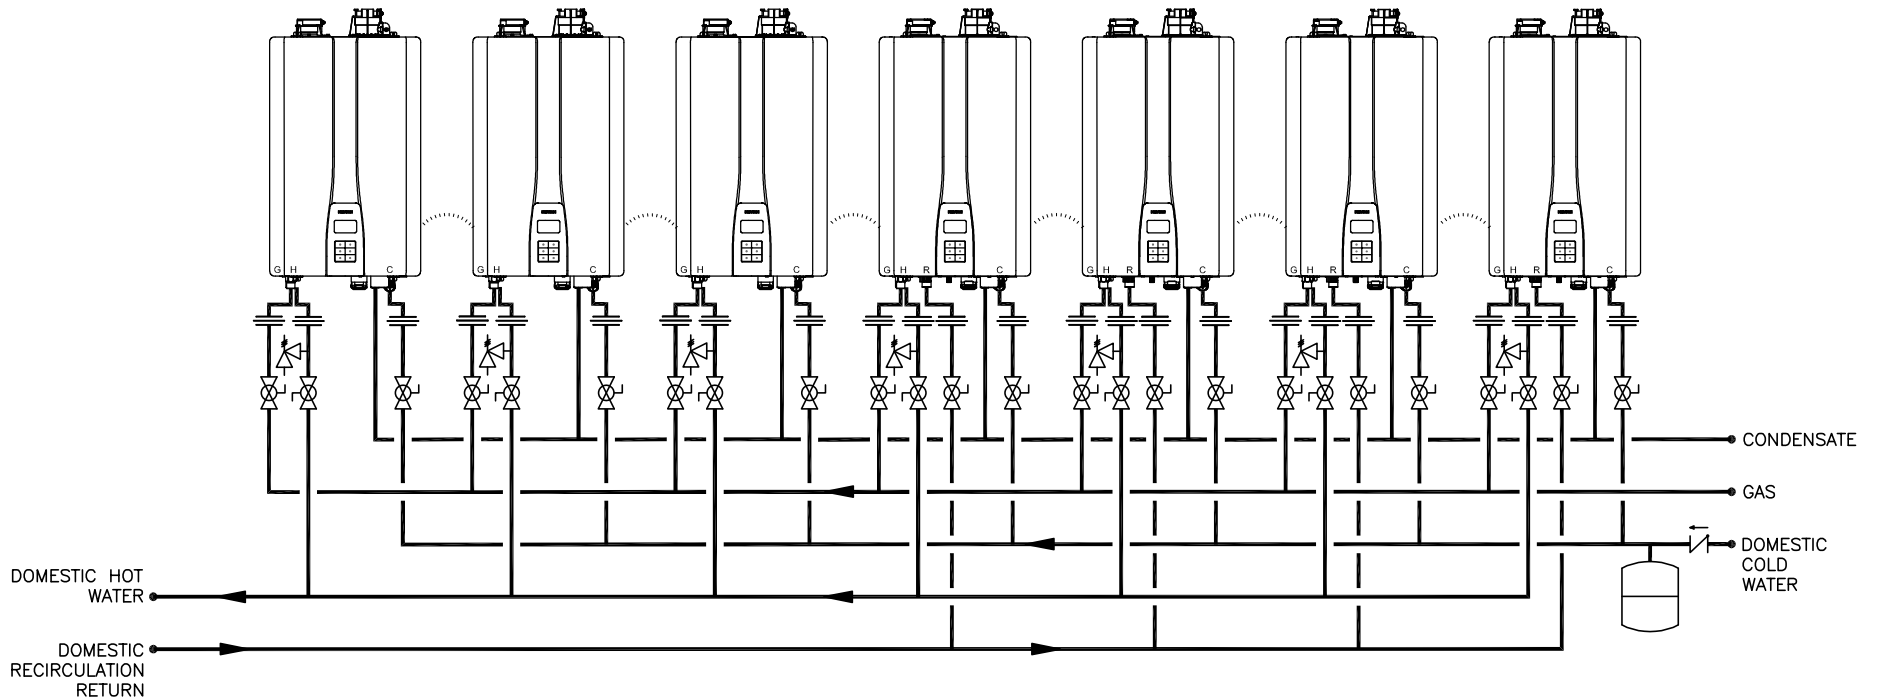 G H C
G H C
G H C
G H R C
G H R C
G H R C
G H R C
CONDENSATE
GAS
DOMESTIC
COLD
WATER
DOMESTIC HOT
WATER
DOMESTIC
RECIRCULATION
RETURN